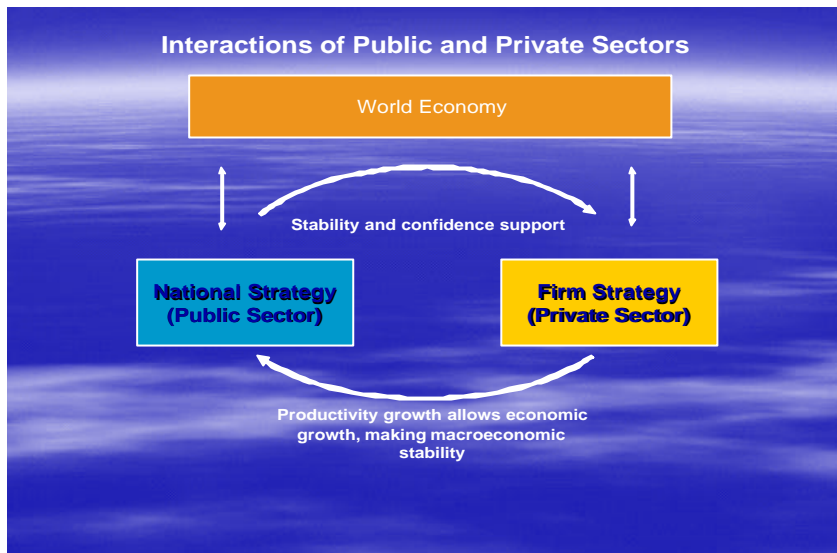 Interactions of Public and Private Sectors
World Economy
Stability and confidence support
National Strategy
(Public Sector)
Firm Strategy
(Private Sector)
Productivity growth allows economic
growth, making macroeconomic
stability